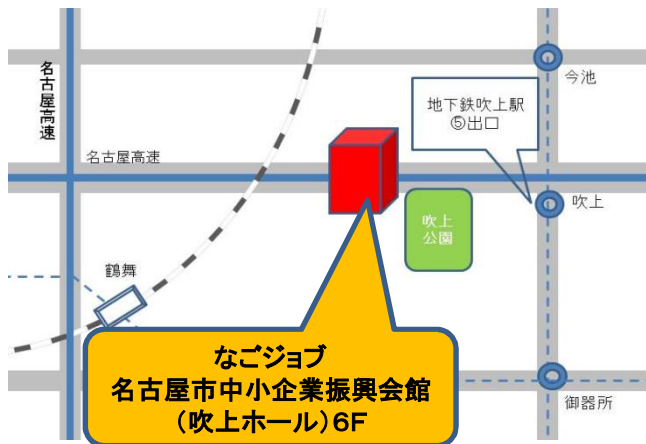 名古屋高速
今池
地下鉄吹上駅
⑤出口
名古屋高速
吹上
吹上
公園
鶴舞
なごジョブ
名古屋市中小企業振興会館
（吹上ホール）６Ｆ
御器所